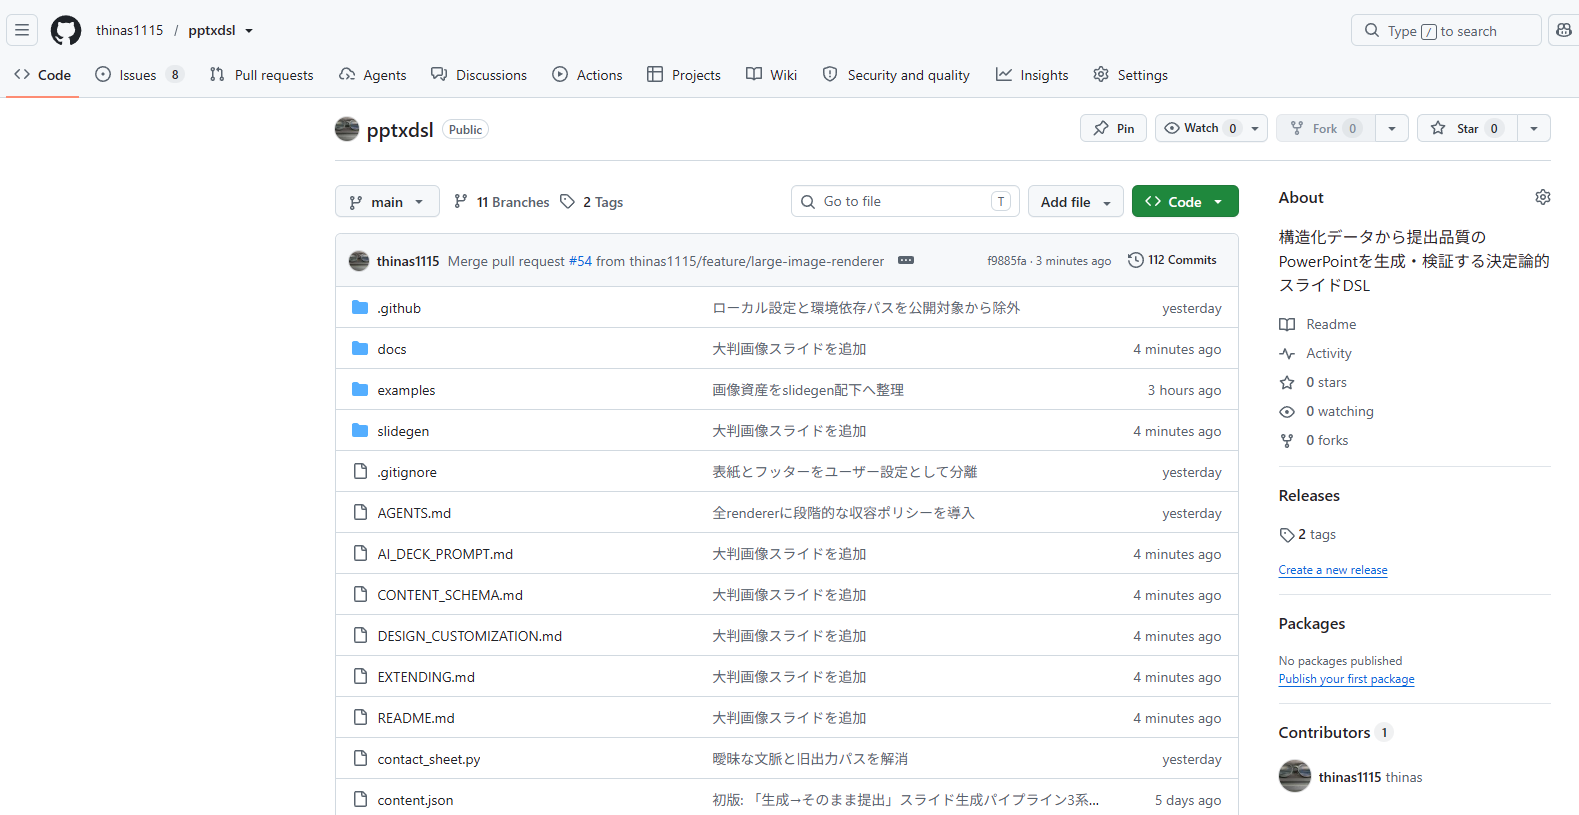 thinas1115 / pptxdsl
Type / to search
Code
Issues 8
Pull requests
Agents
Discussions
Actions
Projects
Wiki
Security and quality
Insights
Settings
pptxdsl Public
Pin
Watch 0
Fork 0
Star 0
main
11 Branches
2 Tags
Go to file T
Add file
Code
thinas1115 Merge pull request #54 from thinas1115/feature/large-image-renderer f9885fa · 3 minutes ago 112 Commits
.github ローカル設定と環境依存パスを公開対象から除外 yesterday
docs 大判画像スライドを追加 4 minutes ago
examples 画像資産をslidegen配下へ整理 3 hours ago
slidegen 大判画像スライドを追加 4 minutes ago
.gitignore 表紙とフッターをユーザー設定として分離 yesterday
AGENTS.md 全rendererに段階的な収容ポリシーを導入 yesterday
AI_DECK_PROMPT.md 大判画像スライドを追加 4 minutes ago
CONTENT_SCHEMA.md 大判画像スライドを追加 4 minutes ago
DESIGN_CUSTOMIZATION.md 大判画像スライドを追加 4 minutes ago
EXTENDING.md 大判画像スライドを追加 4 minutes ago
README.md 大判画像スライドを追加 4 minutes ago
contact_sheet.py 曖昧な文脈と旧出力パスを解消 yesterday
content.json 初版: 「生成→そのまま提出」スライド生成パイプライン3系... 5 days ago
About
構造化データから提出品質の
PowerPointを生成・検証する決定論的
スライドDSL
Readme
Activity
0 stars
0 watching
0 forks
Releases
2 tags
Create a new release
Packages
No packages published
Publish your first package
Contributors 1
thinas1115 thinas